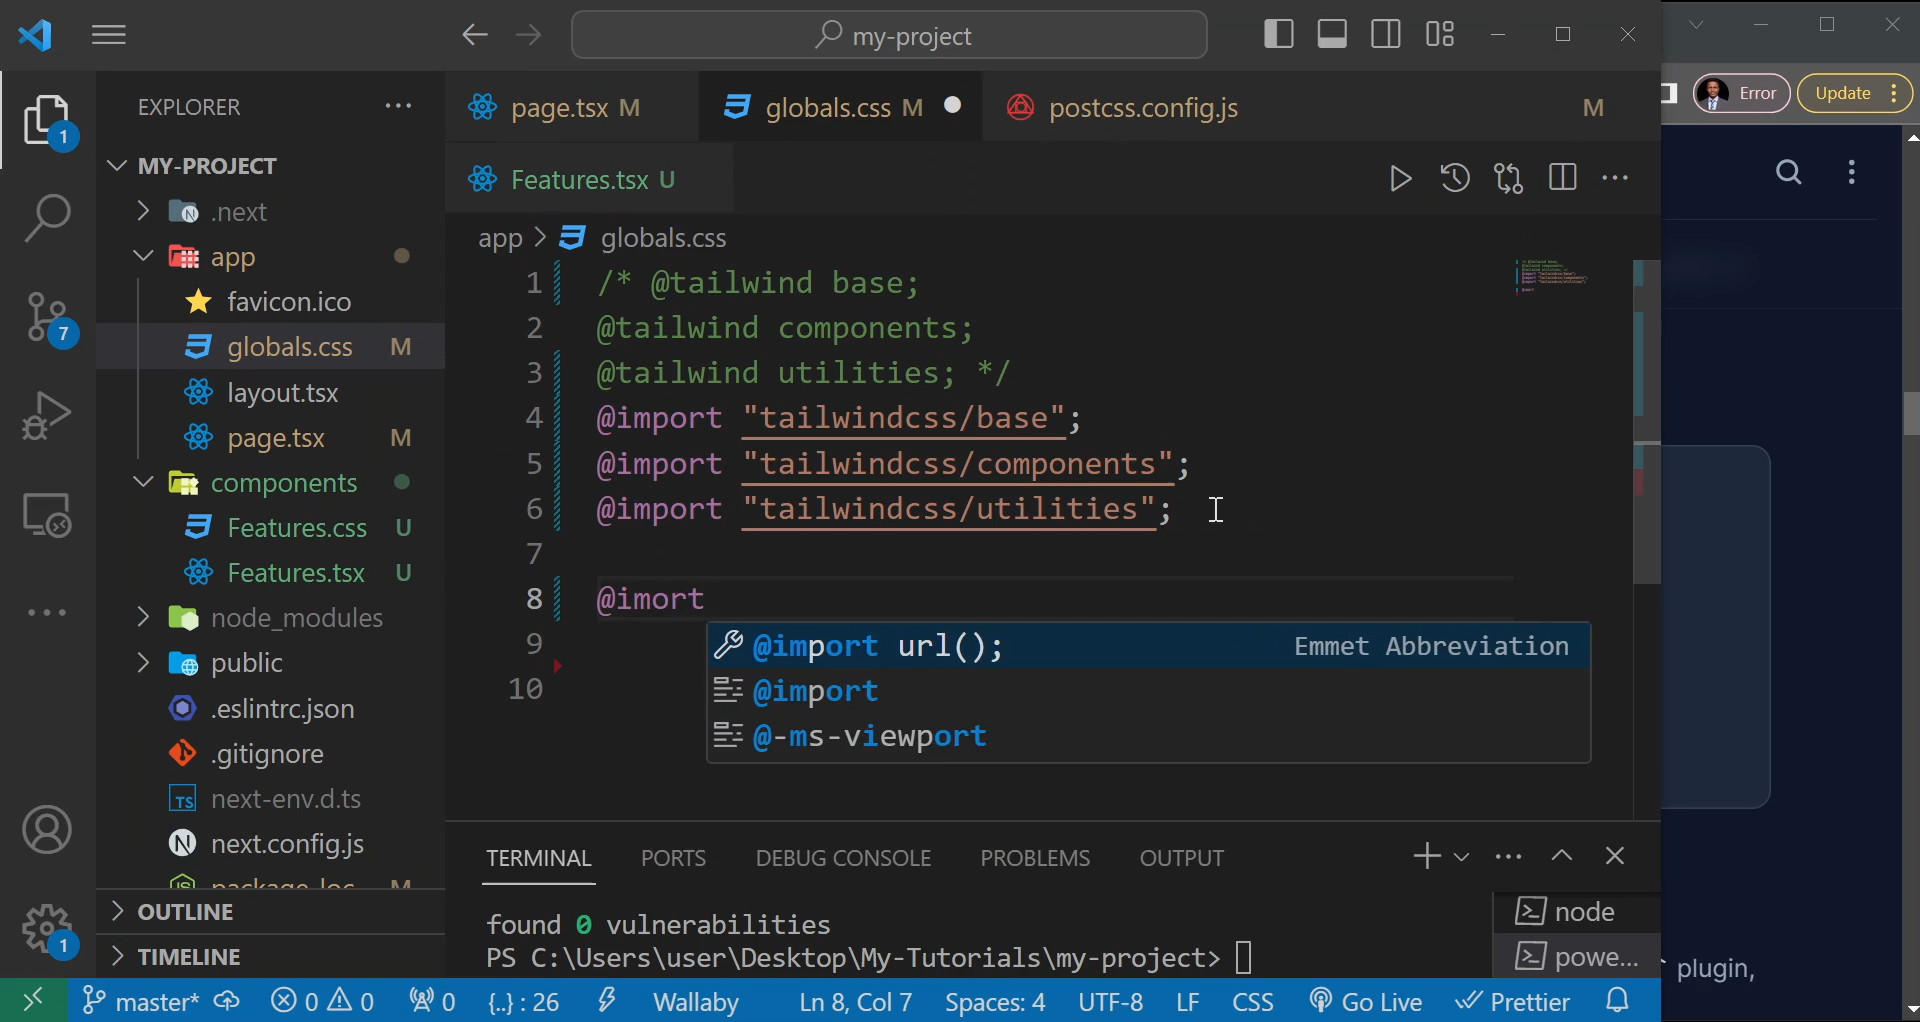 my-project
EXPLORER
1
MY-PROJECT
.next
app
favicon.ico
globals.css M
layout.tsx
page.tsx M
components
Features.css U
Features.tsx U
node_modules
public
.eslintrc.json
.gitignore
TS next-env.d.ts
N next.config.js
M
OUTLINE
TIMELINE
7
1
page.tsx M
globals.css M
postcss.config.js M
Features.tsx U
app > globals.css
1 /* @tailwind base;
2 @tailwind components;
3 @tailwind utilities; */
4 @import "tailwindcss/base";
5 @import "tailwindcss/components";
6 @import "tailwindcss/utilities";
7
8 @imort
9
10
@import url(); Emmet Abbreviation
@import
@-ms-viewport
TERMINAL PORTS DEBUG CONSOLE PROBLEMS OUTPUT
found 0 vulnerabilities
PS C:\Users\user\Desktop\My-Tutorials\my-project>
node
powe...
master* 0 0 0 {..} : 26 Wallaby Ln 8, Col 7 Spaces: 4 UTF-8 LF CSS Go Live Prettier
Error
Update
plugin,